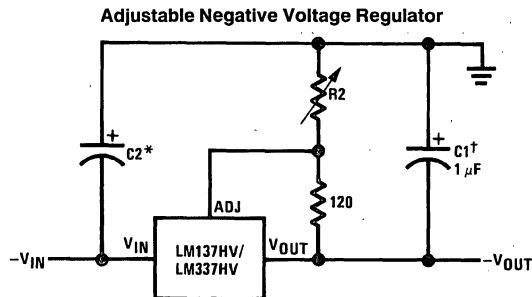 Adjustable Negative Voltage Regulator
R2
+
C2*
+
C1†
1 μF
ADJ
120
VIN
LM137HV/
LM337HV
VOUT
–VIN
–VOUT